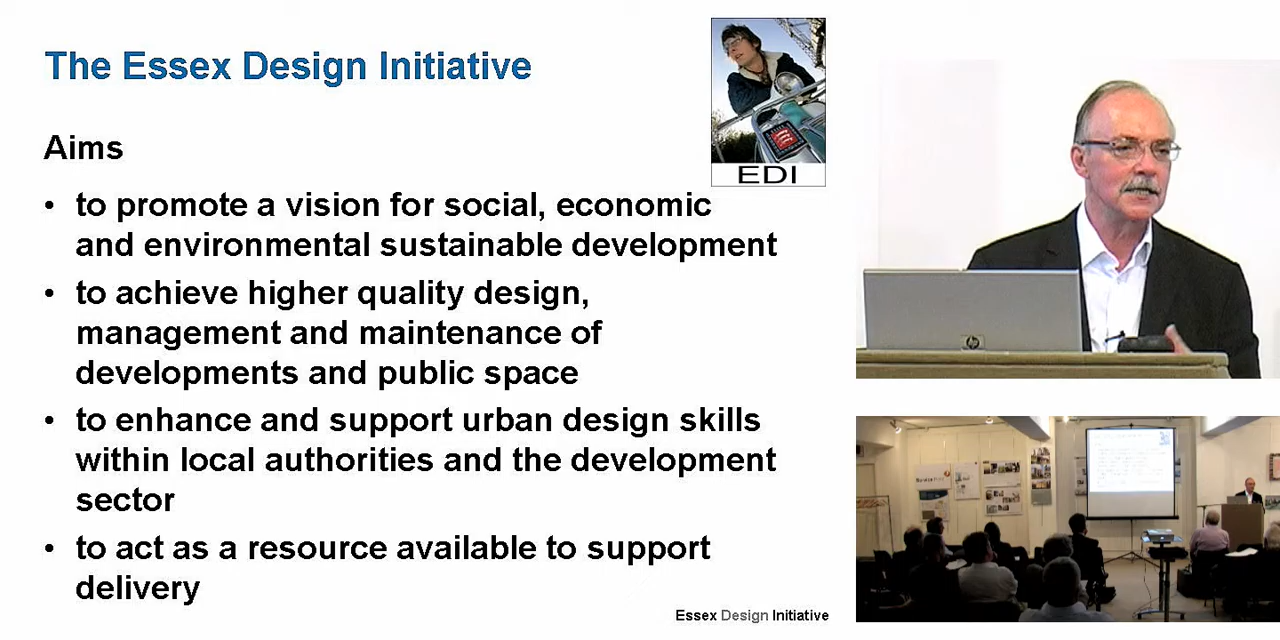 The Essex Design Initiative
EDI
Aims
• to promote a vision for social, economic
and environmental sustainable development
• to achieve higher quality design,
management and maintenance of
developments and public space
• to enhance and support urban design skills
within local authorities and the development
sector
• to act as a resource available to support
delivery
Essex Design Initiative
hp